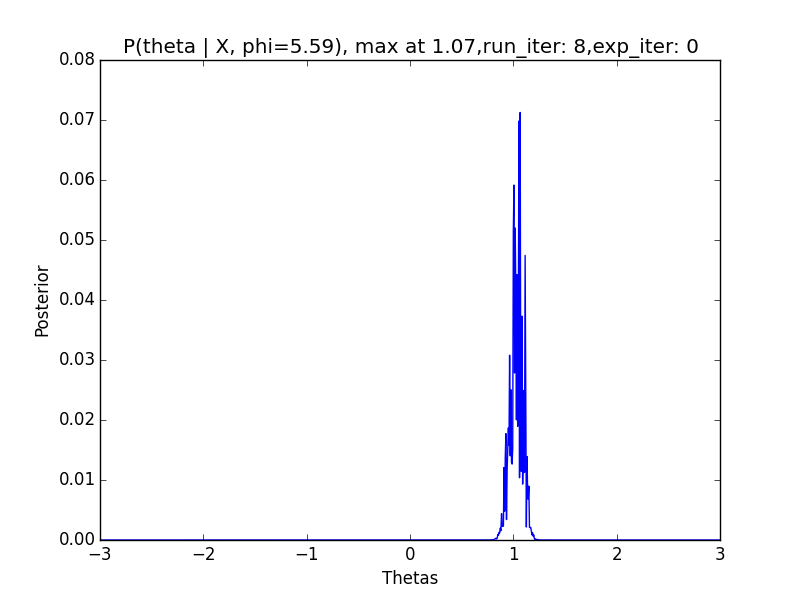 P(theta | X, phi=5.59), max at 1.07,run_iter: 8,exp_iter: 0
0.08
0.07
0.06
0.05
0.04
0.03
0.02
0.01
0.00
Posterior
−3 −2 −1 0 1 2 3
Thetas